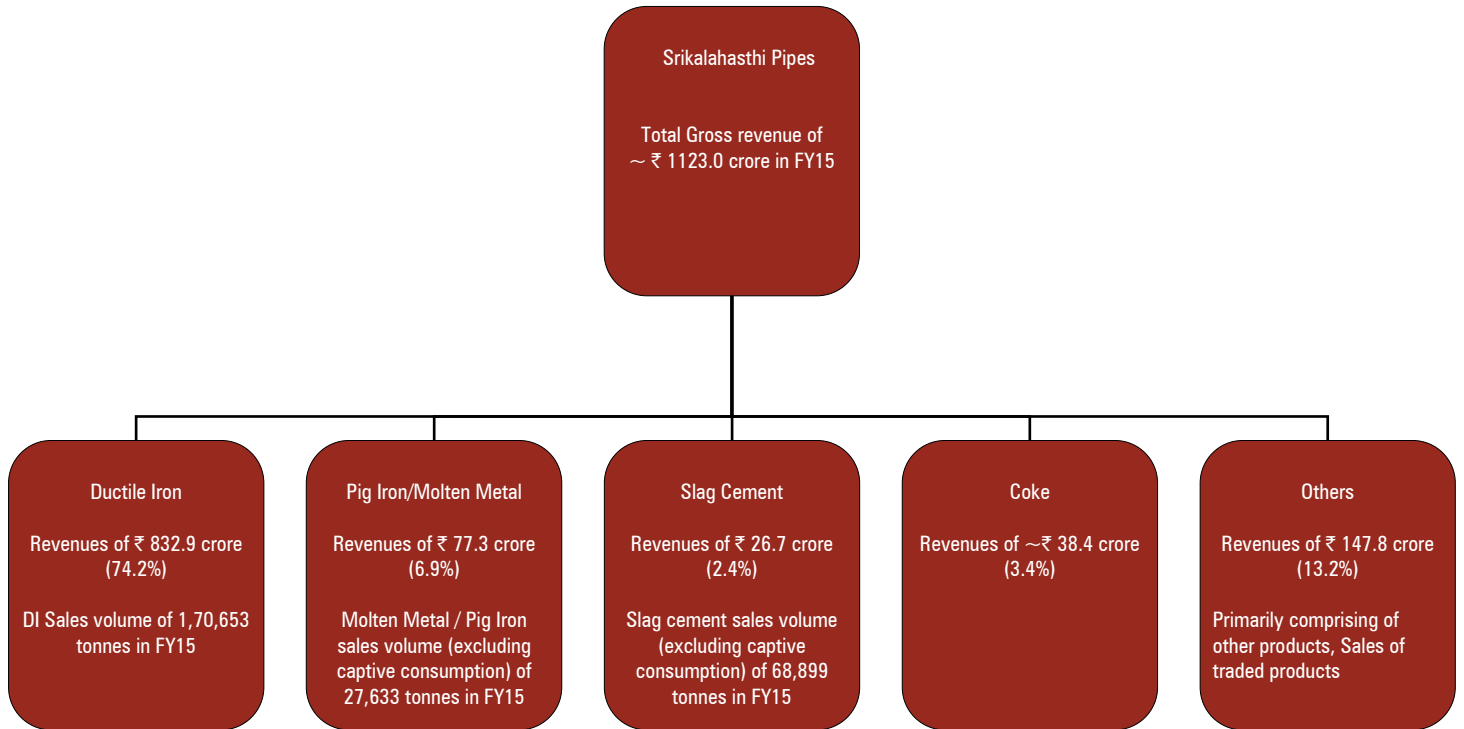 Srikalahasthi Pipes
Total Gross revenue of
~ ₹ 1123.0 crore in FY15
Ductile Iron
Revenues of ₹ 832.9 crore
(74.2%)
DI Sales volume of 1,70,653
tonnes in FY15
Pig Iron/Molten Metal
Revenues of ₹ 77.3 crore
(6.9%)
Molten Metal / Pig Iron
sales volume (excluding
captive consumption) of
27,633 tonnes in FY15
Slag Cement
Revenues of ₹ 26.7 crore
(2.4%)
Slag cement sales volume
(excluding captive
consumption) of 68,899
tonnes in FY15
Coke
Revenues of ~₹ 38.4 crore
(3.4%)
Others
Revenues of ₹ 147.8 crore
(13.2%)
Primarily comprising of
other products, Sales of
traded products